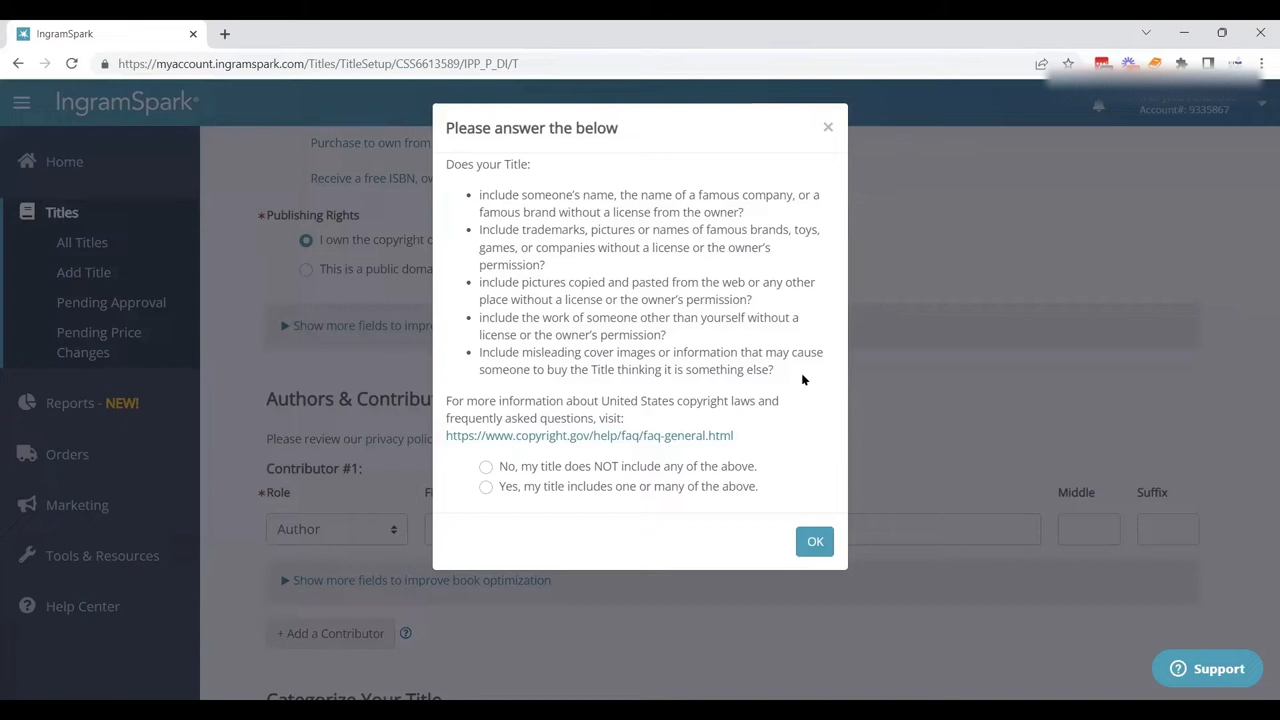 IngramSpark
https://myaccount.ingramspark.com/Titles/TitleSetup/CSS6613589/IPP_P_DI/T
IngramSpark®
Account#: 9335867
Home
Titles
All Titles
Add Title
Pending Approval
Pending Price
Changes
Reports - NEW!
Orders
Marketing
Tools & Resources
Help Center
Purchase to own from
Receive a free ISBN, ow
*Publishing Rights
I own the copyright o
This is a public doma
Show more fields to impro
Authors & Contribu
Please review our privacy polic
Contributor #1:
*Role
Fi
Middle
Suffix
Author
Show more fields to improve book optimization
+ Add a Contributor
Categorize Your Title
Please answer the below
Does your Title:
• include someone's name, the name of a famous company, or a
famous brand without a license from the owner?
• Include trademarks, pictures or names of famous brands, toys,
games, or companies without a license or the owner's
permission?
• include pictures copied and pasted from the web or any other
place without a license or the owner's permission?
• include the work of someone other than yourself without a
license or the owner's permission?
• Include misleading cover images or information that may cause
someone to buy the Title thinking it is something else?
For more information about United States copyright laws and
frequently asked questions, visit:
https://www.copyright.gov/help/faq/faq-general.html
No, my title does NOT include any of the above.
Yes, my title includes one or many of the above.
OK
Support